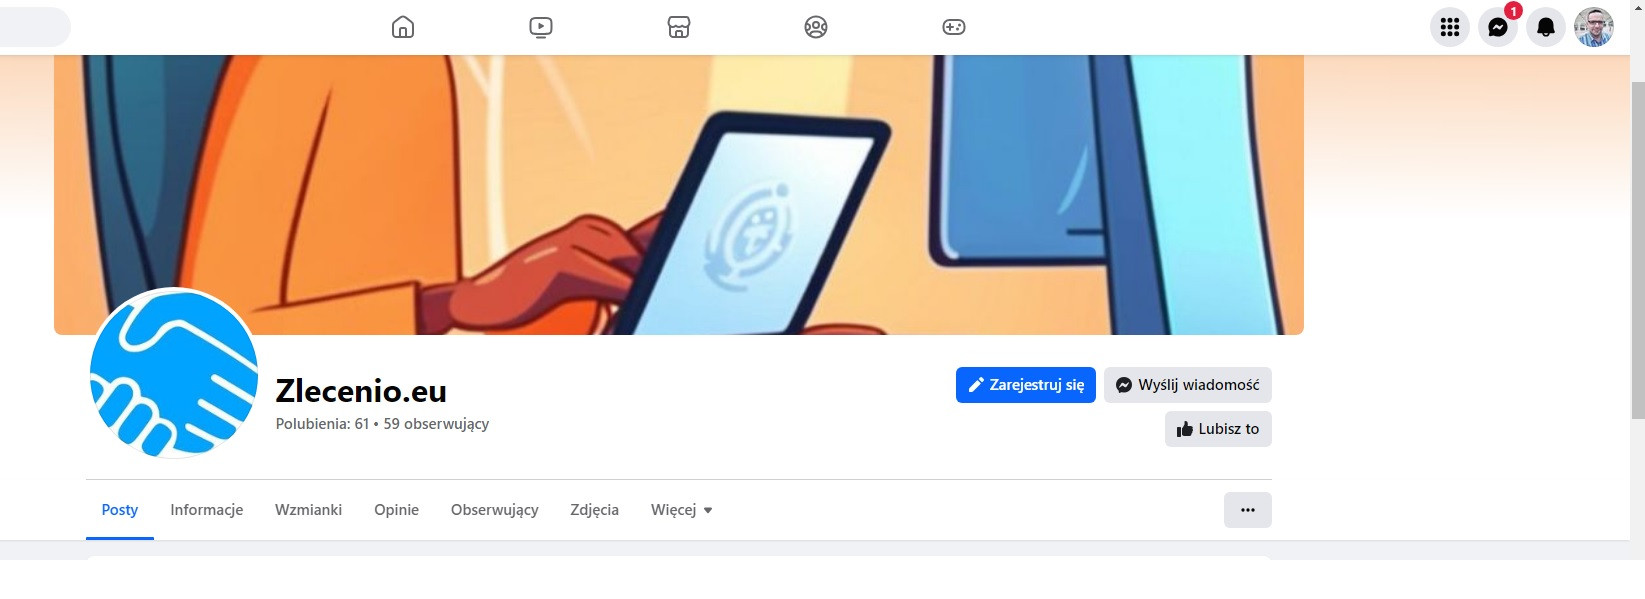 1
Zlecenio.eu
Polubienia: 61 • 59 obserwujący
Zarejestruj się
Wyślij wiadomość
Lubisz to
Posty Informacje Wzmianki Opinie Obserwujący Zdjęcia Więcej